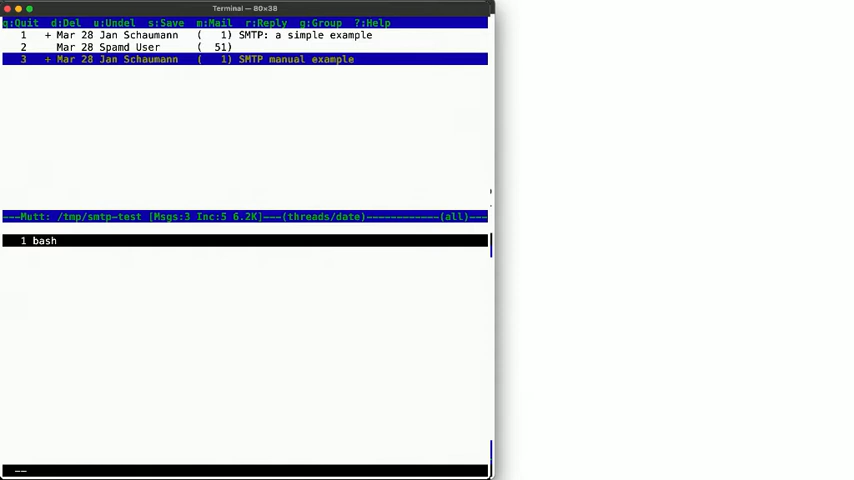 Terminal — 80×38
q:Quit  d:Del  u:Undel  s:Save  m:Mail  r:Reply  g:Group  ?:Help
1   + Mar 28 Jan Schaumann   (   1) SMTP: a simple example
2     Mar 28 Spamd User      (  51)
3   + Mar 28 Jan Schaumann   (   1) SMTP manual example
---Mutt: /tmp/smtp-test [Msgs:3 Inc:5 6.2K]---(threads/date)------------(all)---
1 bash
--